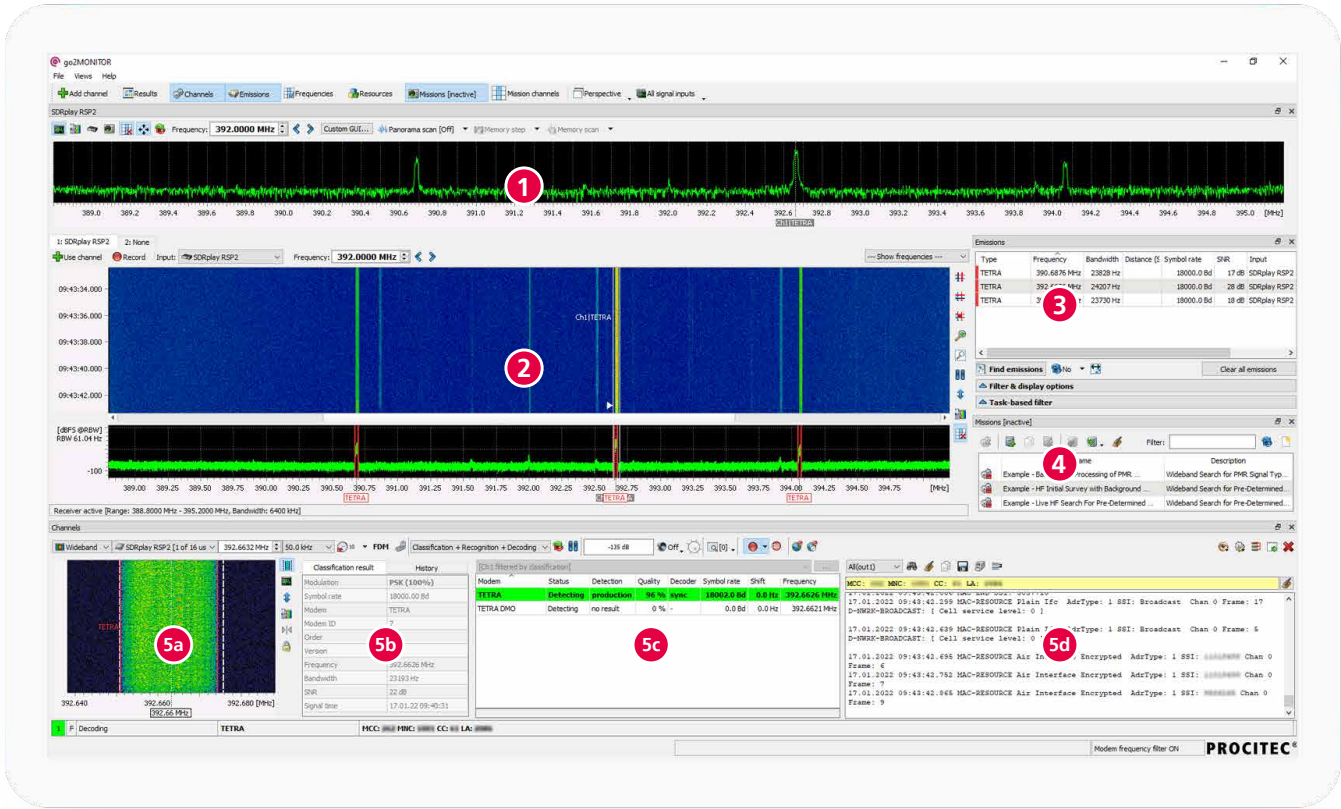 go2MONITOR
File Views Help
Add channel Results Channels Emissions Frequencies Resources Missions [inactive] Mission channels Perspective All signal inputs
SDRplay RSP2
Frequency: 392.0000 MHz Custom GUI... Panorama scan [Off] Memory step Memory scan
1
389.0 389.2 389.4 389.6 389.8 390.0 390.2 390.4 390.6 390.8 391.0 391.2 391.4 391.6 391.8 392.0 392.2 392.4 392.6 392.8 393.0 393.2 393.4 393.6 393.8 394.0 394.2 394.4 394.6 394.8 395.0 [MHz]
Ch1|TETRA
1: SDRplay RSP2 2: None
Use channel Record Input: SDRplay RSP2 Frequency: 392.0000 MHz --- Show frequencies ---
09:43:34.000
Ch1|TETRA
09:43:36.000
09:43:38.000
2
09:43:40.000
09:43:42.000
[dBFS @RBW]
RBW 61.04 Hz
-100
389.00 389.25 389.50 389.75 390.00 390.25 390.50 390.75 391.00 391.25 391.50 391.75 392.00 392.25 392.50 392.75 393.00 393.25 393.50 393.75 394.00 394.25 394.50 394.75 [MHz]
TETRA TETRA TETRA
Receiver active [Range: 388.8000 MHz - 395.2000 MHz, Bandwidth: 6400 kHz]
Emissions
Type Frequency Bandwidth Distance (S Symbol rate SNR Input
TETRA 390.6876 MHz 23828 Hz 18000.0 Bd 17 dB SDRplay RSP2
TETRA 392. MHz 24207 Hz 18000.0 Bd 28 dB SDRplay RSP2
TETRA 23730 Hz 18000.0 Bd 18 dB SDRplay RSP2
3
Find emissions No Clear all emissions
Filter & display options
Task-based filter
Missions [inactive]
Filter:
4
ame Description
Example - Ba rocessing of PMR ... Wideband Search for PMR Signal Typ...
Example - HF Initial Survey with Background ... Wideband Search for Pre-Determined...
Example - Live HF Search For Pre-Determined ... Wideband Search for Pre-Determined...
Channels
Wideband SDRplay RSP2 [1 of 16 us 392.6632 MHz 50.0 kHz FDM Classification + Recognition + Decoding -135 dB Off [0]
TETRA
5a
392.640 392.660 392.680 [MHz]
392.66 MHz
Classification result History
Modulation PSK (100%)
Symbol rate 18000.00 Bd
Modem TETRA
Modem ID 7
Order
Version
Frequency 392.6626 MHz
Bandwidth 23193 Hz
SNR 22 dB
Signal time 17.01.22 09:40:31
5b
[Ch1 filtered by classification]
Modem Status Detection Quality Decoder Symbol rate Shift Frequency
TETRA Detecting production 96 % sync 18002.0 Bd 0.0 Hz 392.6626 MHz
TETRA DMO Detecting no result 0 % - 0.0 Bd 0.0 Hz 392.6621 MHz
5c
All(out1)
MCC: MNC: CC: LA:
17.01.2022 09:43:42.299 MAC-RESOURCE Plain Ifc AdrType: 1 SSI: Broadcast Chan 0 Frame: 17
D-NWRK-BROADCAST: [ Cell service level: 0 ]
17.01.2022 09:43:42.639 MAC-RESOURCE Plain AdrType: 1 SSI: Broadcast Chan 0 Frame: 5
D-NWRK-BROADCAST: [ Cell service level: 0 ]
5d
17.01.2022 09:43:42.695 MAC-RESOURCE Air In Encrypted AdrType: 1 SSI: Chan 0
Frame: 6
17.01.2022 09:43:42.752 MAC-RESOURCE Air Interface Encrypted AdrType: 1 SSI: Chan 0
Frame: 7
17.01.2022 09:43:42.865 MAC-RESOURCE Air Interface Encrypted AdrType: 1 SSI: Chan 0
Frame: 9
1 F Decoding TETRA MCC: MNC: CC: LA:
Modem frequency filter ON PROCITEC®